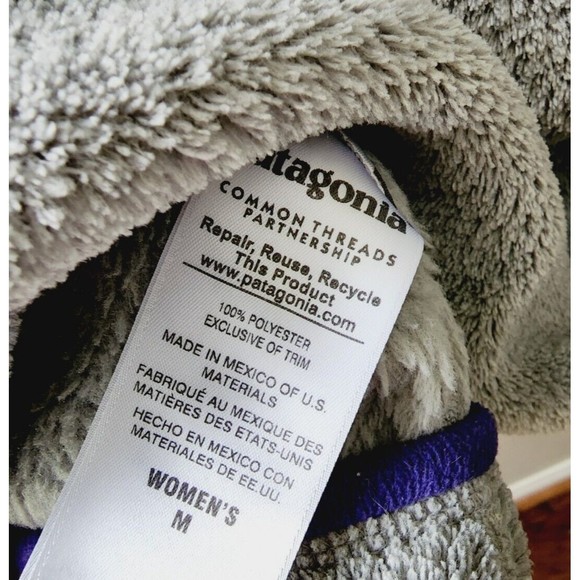 Patagonia
COMMON THREADS
PARTNERSHIP
Repair, Reuse, Recycle
This Product
www.patagonia.com
100% POLYESTER
EXCLUSIVE OF TRIM
MADE IN MEXICO OF U.S.
MATERIALS
FABRIQUÉ AU MEXIQUE DES
MATIÈRES DES ETATS-UNIS
HECHO EN MEXICO CON
MATERIALES DE EE.UU.
WOMEN'S
M